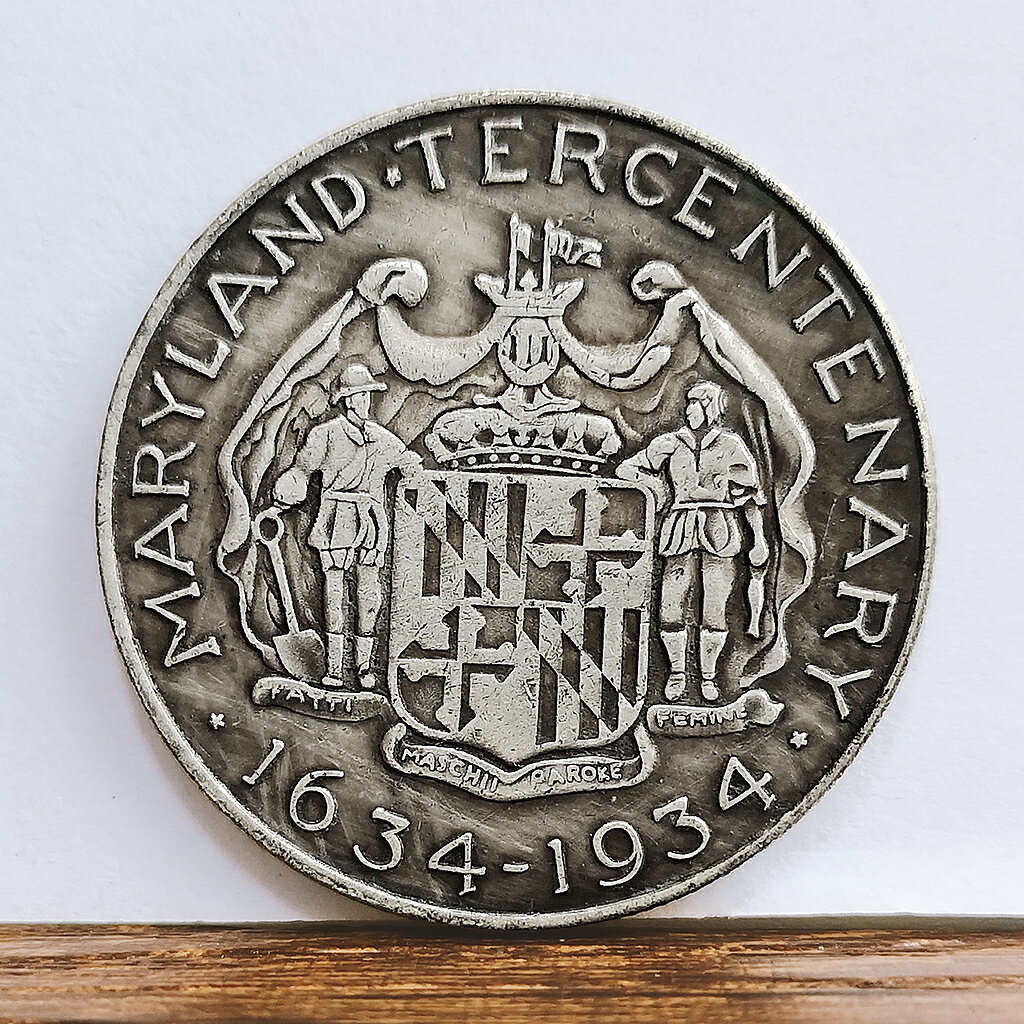 MARYLAND·TERCENTENARY
FATTI
MASCHII PAROLE
FEMINE
1634-1934